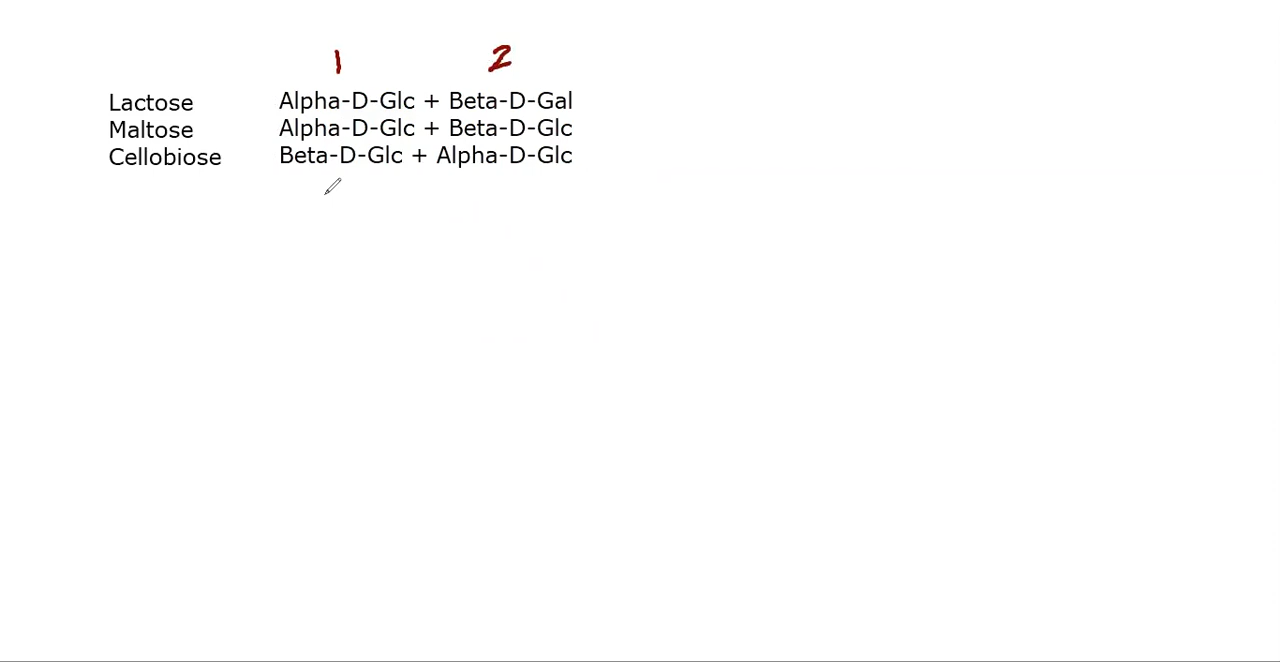 1 2
Lactose Alpha-D-Glc + Beta-D-Gal
Maltose Alpha-D-Glc + Beta-D-Glc
Cellobiose Beta-D-Glc + Alpha-D-Glc